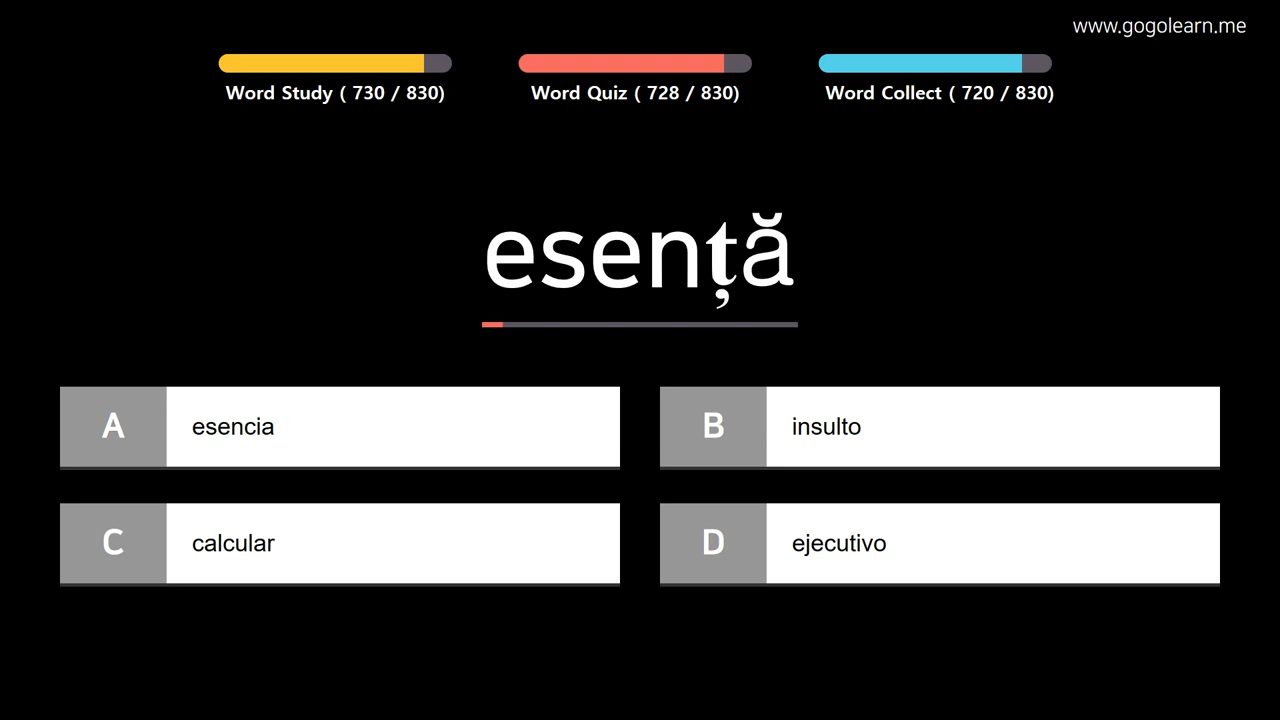 www.gogolearn.me
Word Study ( 730 / 830)
Word Quiz ( 728 / 830)
Word Collect ( 720 / 830)
esență
A esencia
B insulto
C calcular
D ejecutivo